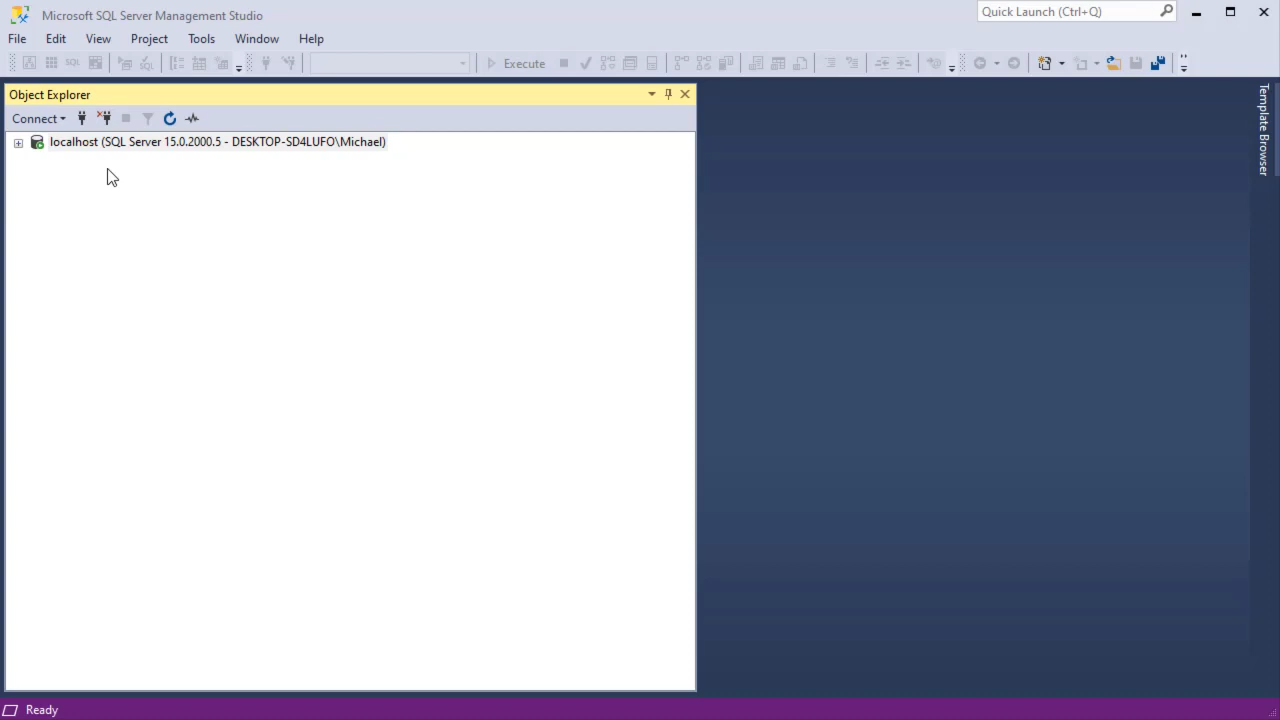 Microsoft SQL Server Management Studio
Quick Launch (Ctrl+Q)
File Edit View Project Tools Window Help
Execute
Object Explorer
Connect
localhost (SQL Server 15.0.2000.5 - DESKTOP-SD4LUFO\Michael)
Template Browser
Ready